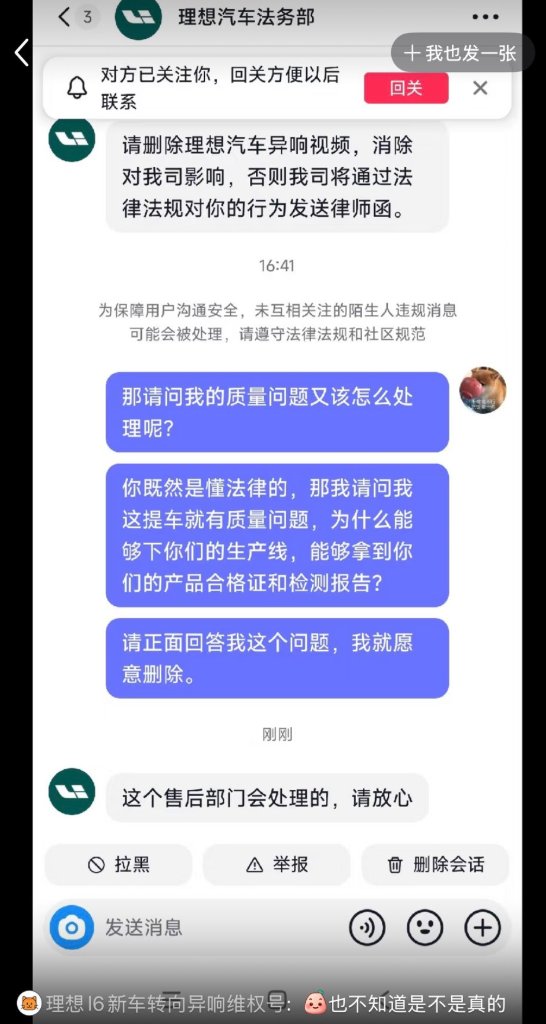 3
理想汽车法务部
+ 我也发一张
对方已关注你，回关方便以后
联系
回关
请删除理想汽车异响视频，消除
对我司影响，否则我司将通过法
律法规对你的行为发送律师函。
16:41
为保障用户沟通安全，未互相关注的陌生人违规消息
可能会被处理，请遵守法律法规和社区规范
那请问我的质量问题又该怎么处
理呢？
你既然是懂法律的，那我请问我
这提车就有质量问题，为什么能
够下你们的生产线，能够拿到你
们的产品合格证和检测报告？
请正面回答我这个问题，我就愿
意删除。
刚刚
这个售后部门会处理的，请放心
拉黑
举报
删除会话
发送消息
理想I6新车转向异响维权号：也不知道是不是真的